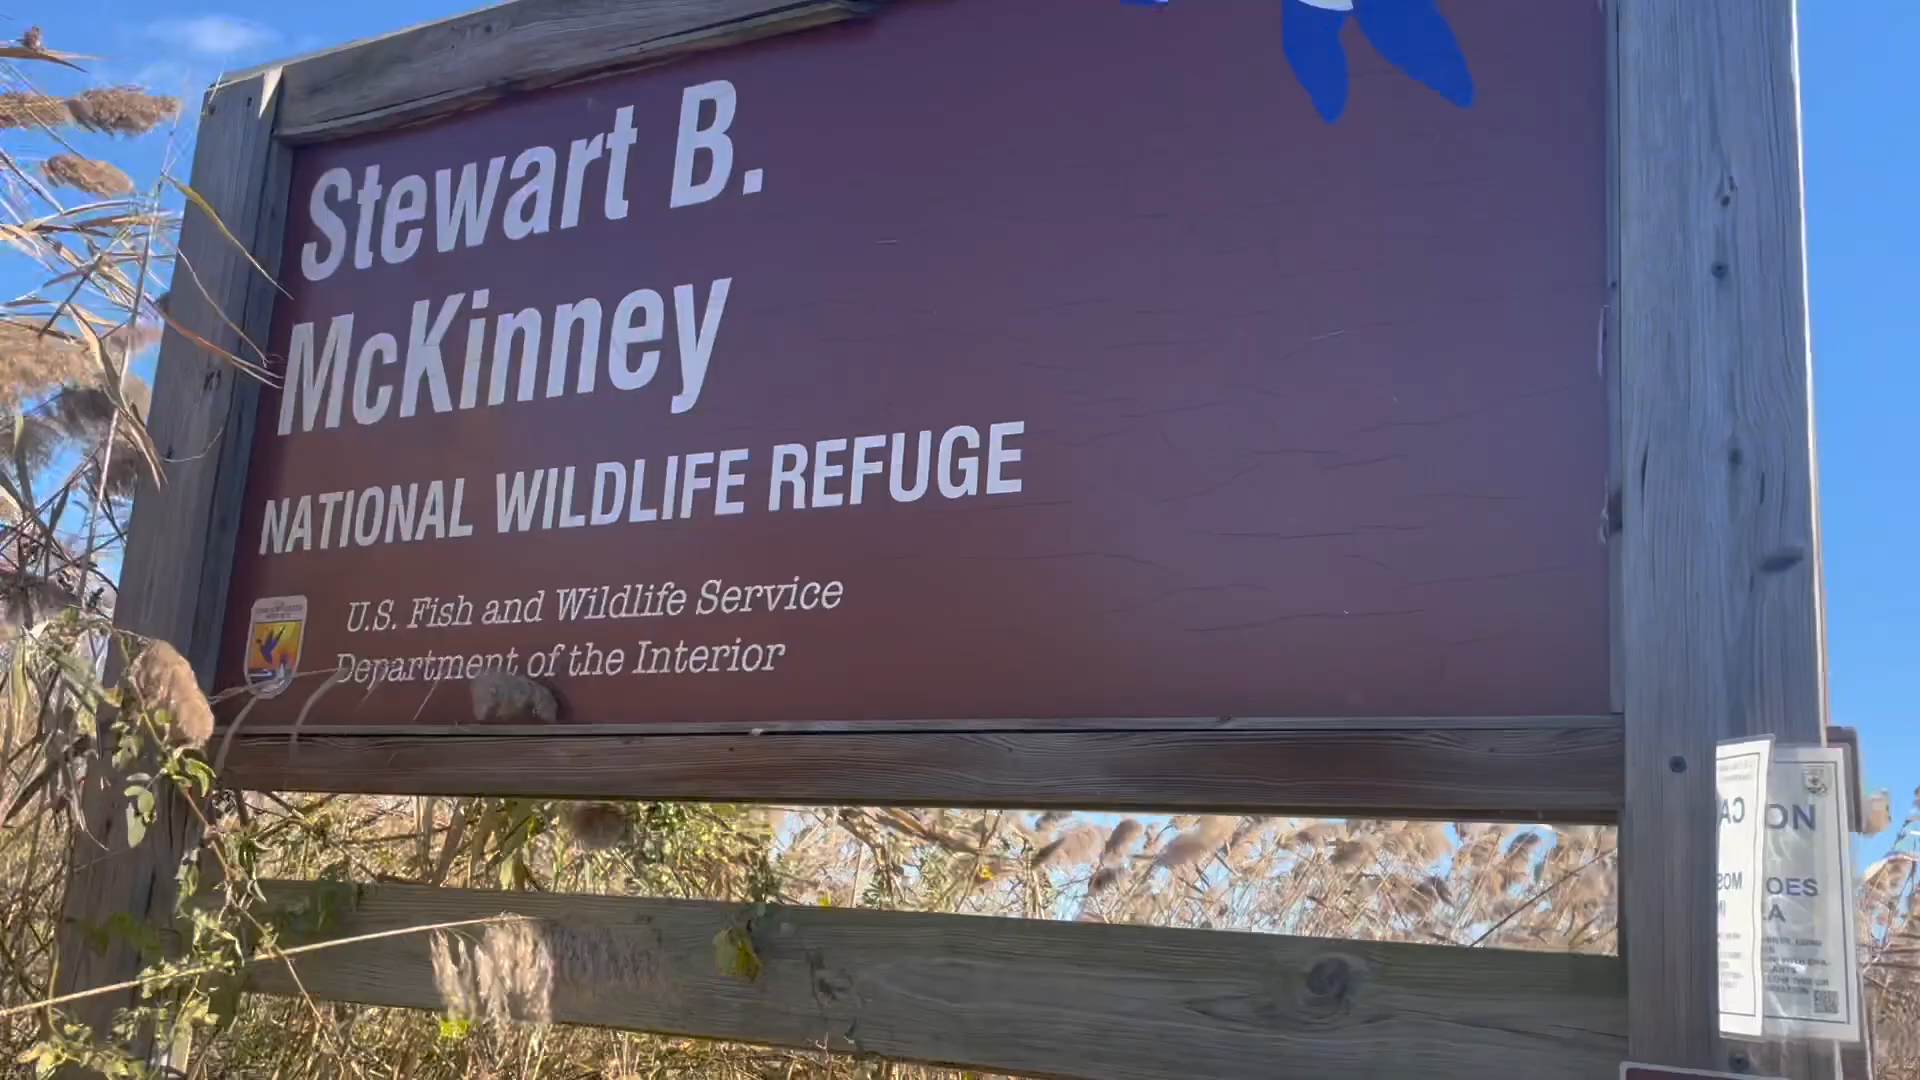 Stewart B.
McKinney
NATIONAL WILDLIFE REFUGE
U.S. Fish and Wildlife Service
Department of the Interior